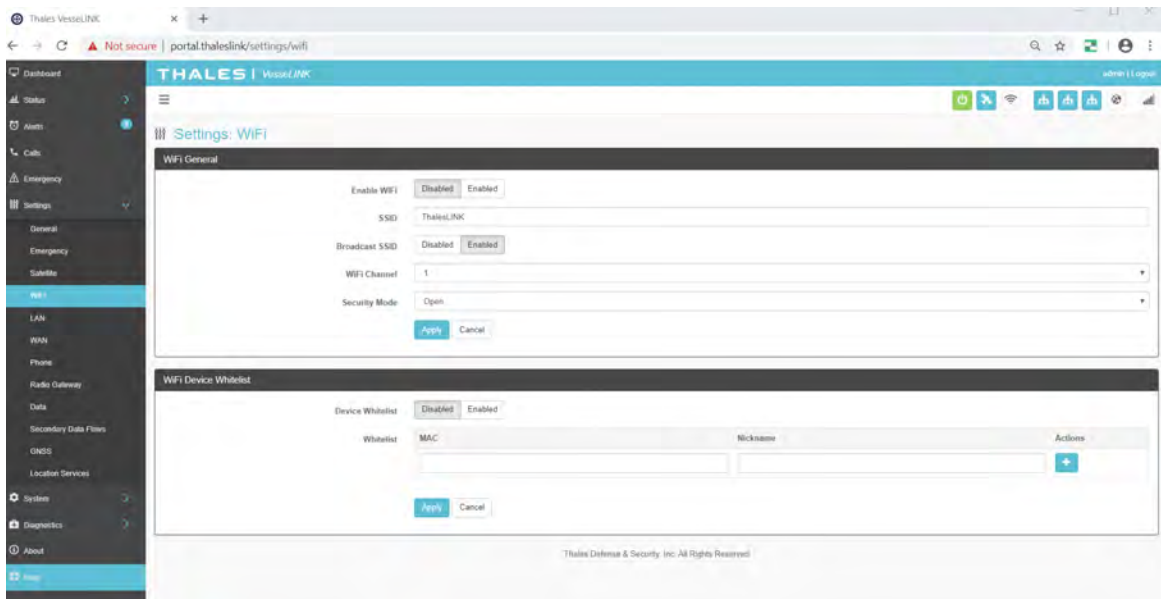 Thales VesseLINK
Not secure | portal.thaleslink/settings/wifi
Dashboard
THALES | VesseLINK
admin | Logout
Status
Alerts
Settings: WiFi
Calls
WiFi General
Emergency
Enable WiFi Disabled Enabled
Settings
SSID ThalesLINK
General
Broadcast SSID Disabled Enabled
Emergency
Satellite
WiFi Channel 1
WiFi
Security Mode Open
LAN
Apply Cancel
WAN
Phone
WiFi Device Whitelist
Radio Gateway
Data
Device Whitelist Disabled Enabled
Secondary Data Flows
Whitelist MAC Nickname Actions
GNSS
Location Services
System
Apply Cancel
Diagnostics
About
Thales Defense & Security, Inc. All Rights Reserved.